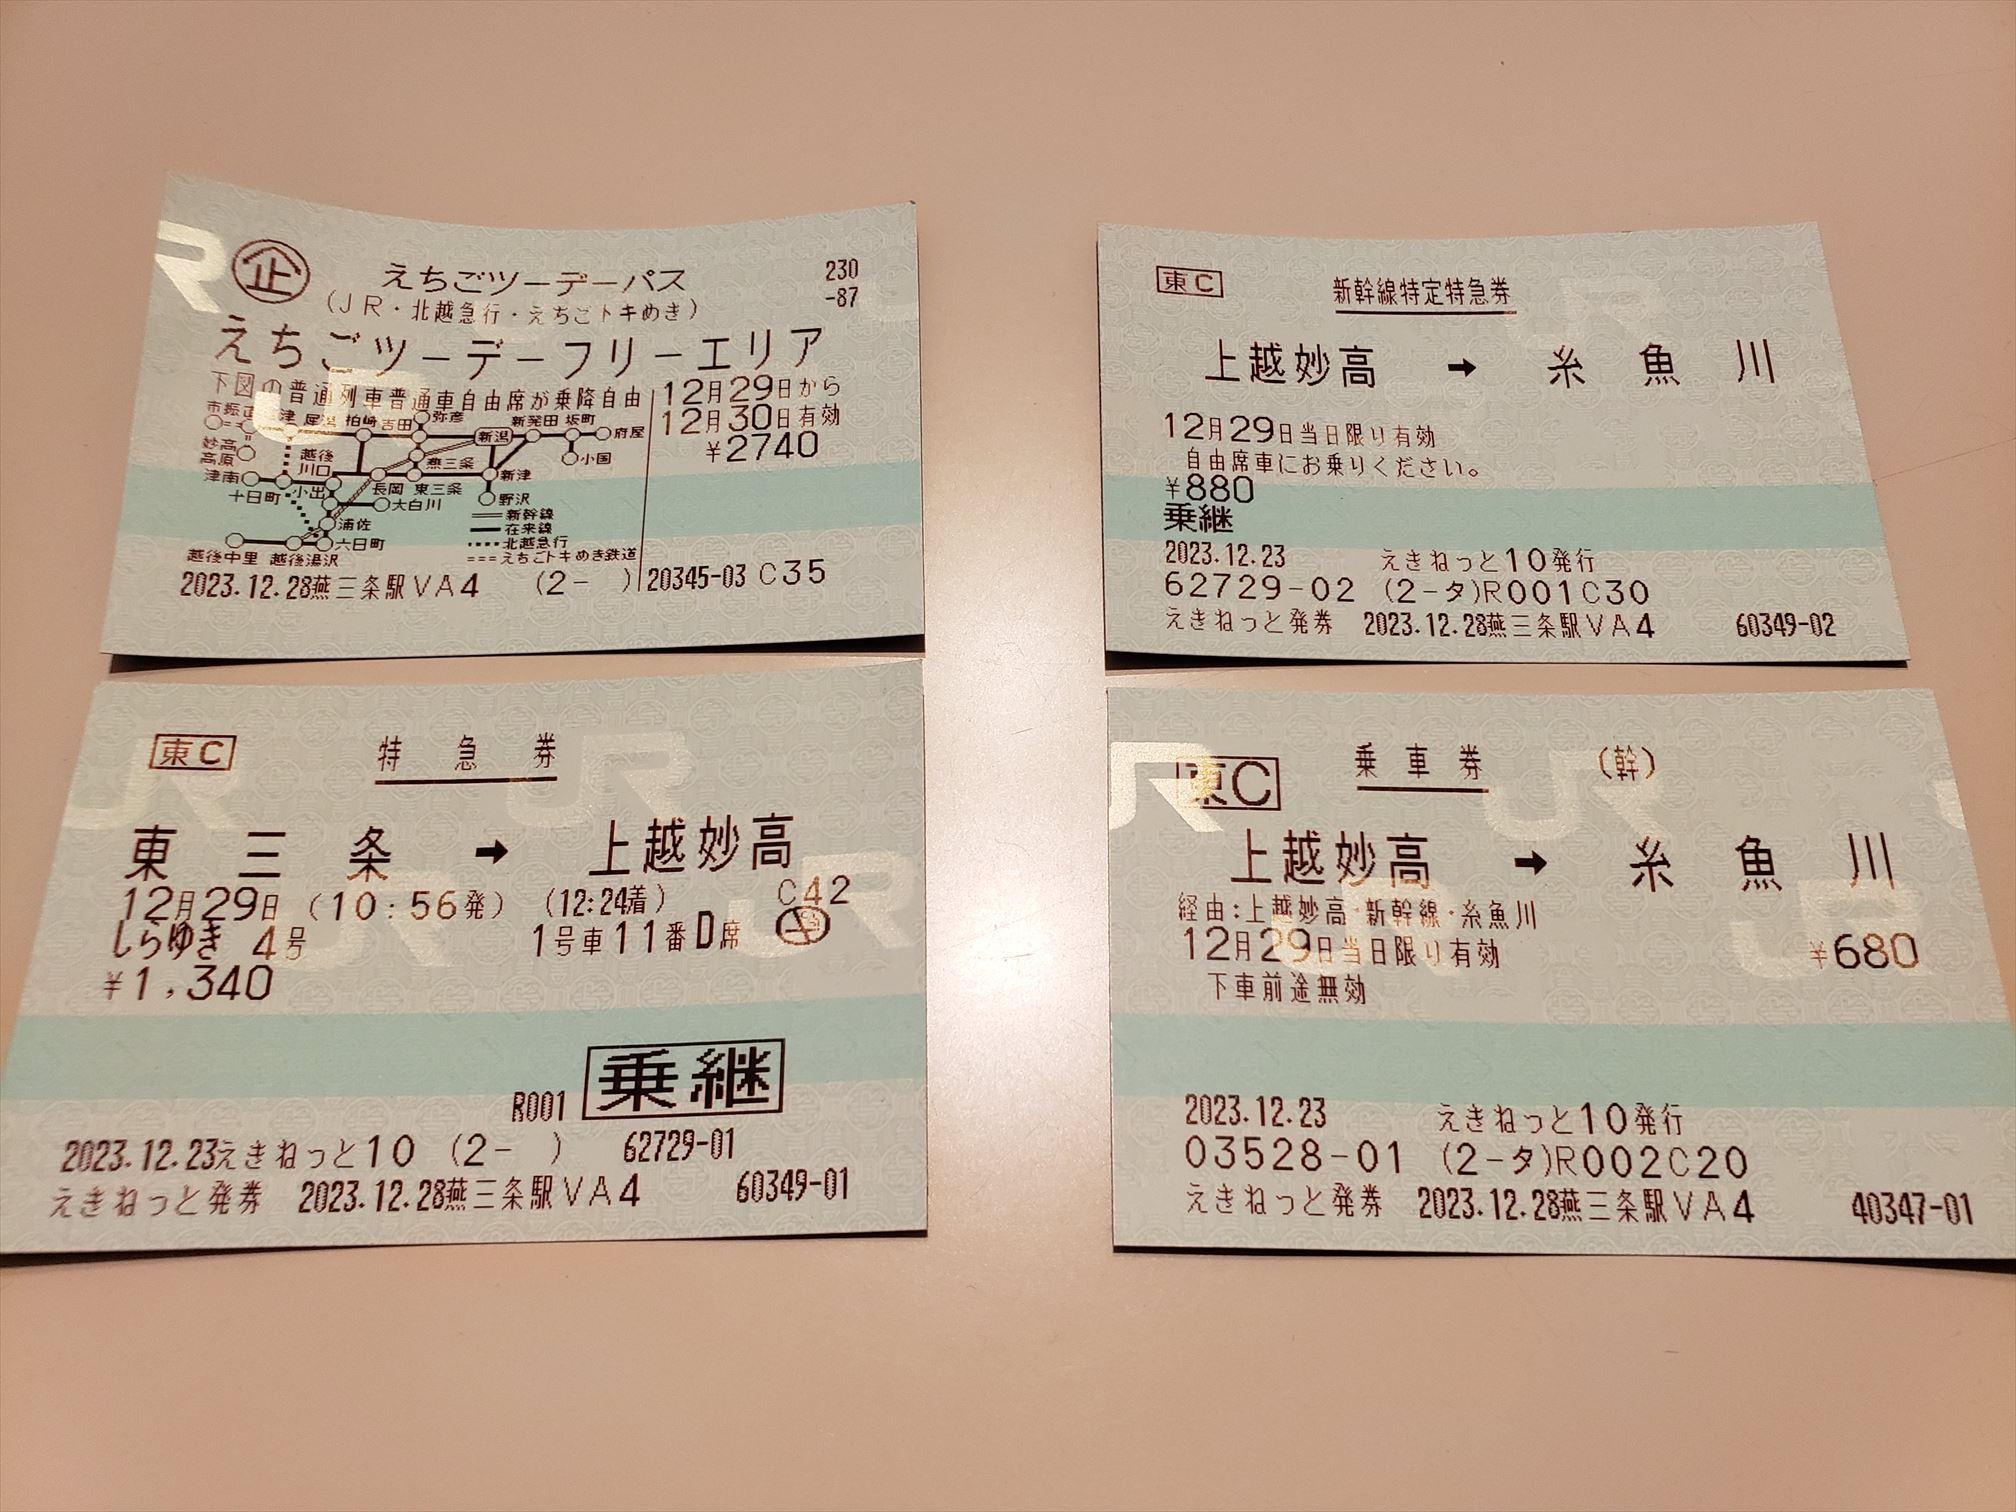 企
えちごツーデーパス
230
-87
(JR・北越急行・えちごトキめき)
えちごツーデーフリーエリア
下図の普通列車普通車自由席が乗降自由
12月29日から
12月30日有効
¥2740
市振
柏崎
吉田
弥彦
新潟
新発田
坂町
府屋
妙高
高原
越後
川口
燕三条
小国
津南
十日町
小出
長岡
東三条
新津
大白川
野沢
浦佐
六日町
越後中里
越後湯沢
新幹線
在来線
北越急行
えちごトキめき鉄道
2023.12.28燕三条駅VA4 (2- ) 20345-03 C35
東C
新幹線特定特急券
上越妙高 → 糸魚川
12月29日当日限り有効
自由席車にお乗りください。
¥880
乗継
2023.12.23 えきねっと10発行
62729-02 (2-タ)R001C30
えきねっと発券 2023.12.28燕三条駅VA4 60349-02
東C
特急券
東三条 → 上越妙高
12月29日 (10:56発) (12:24着) C42
しらゆき 4号 1号車11番D席
¥1,340
R001 乗継
2023.12.23えきねっと10 (2- ) 62729-01
えきねっと発券 2023.12.28燕三条駅VA4 60349-01
東C
乗車券 (幹)
上越妙高 → 糸魚川
経由:上越妙高・新幹線・糸魚川
12月29日当日限り有効 ¥680
下車前途無効
2023.12.23 えきねっと10発行
03528-01 (2-タ)R002C20
えきねっと発券 2023.12.28燕三条駅VA4 40347-01